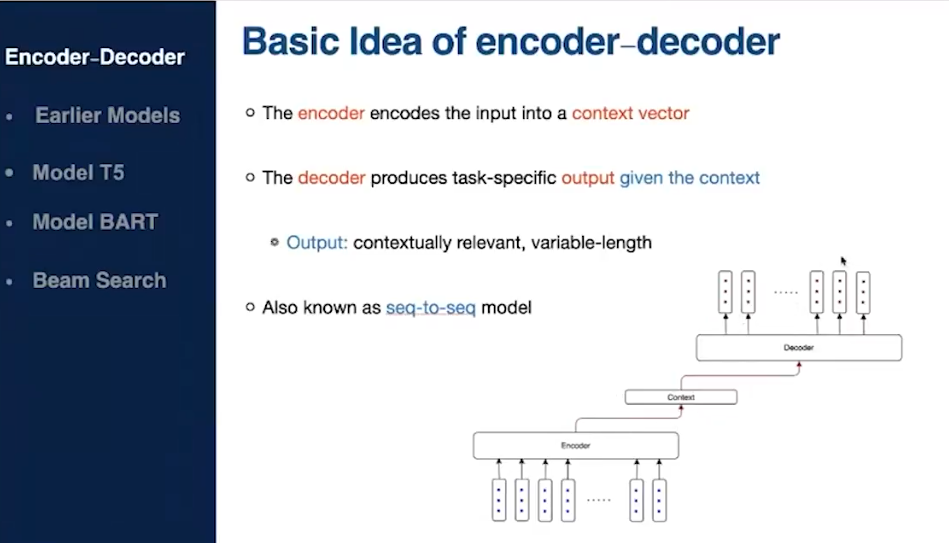 Encoder–Decoder
• Earlier Models
• Model T5
• Model BART
• Beam Search
Basic Idea of encoder–decoder
The encoder encodes the input into a context vector
The decoder produces task-specific output given the context
Output: contextually relevant, variable-length
Also known as seq-to-seq model
.....
Decoder
Context
Encoder
.....